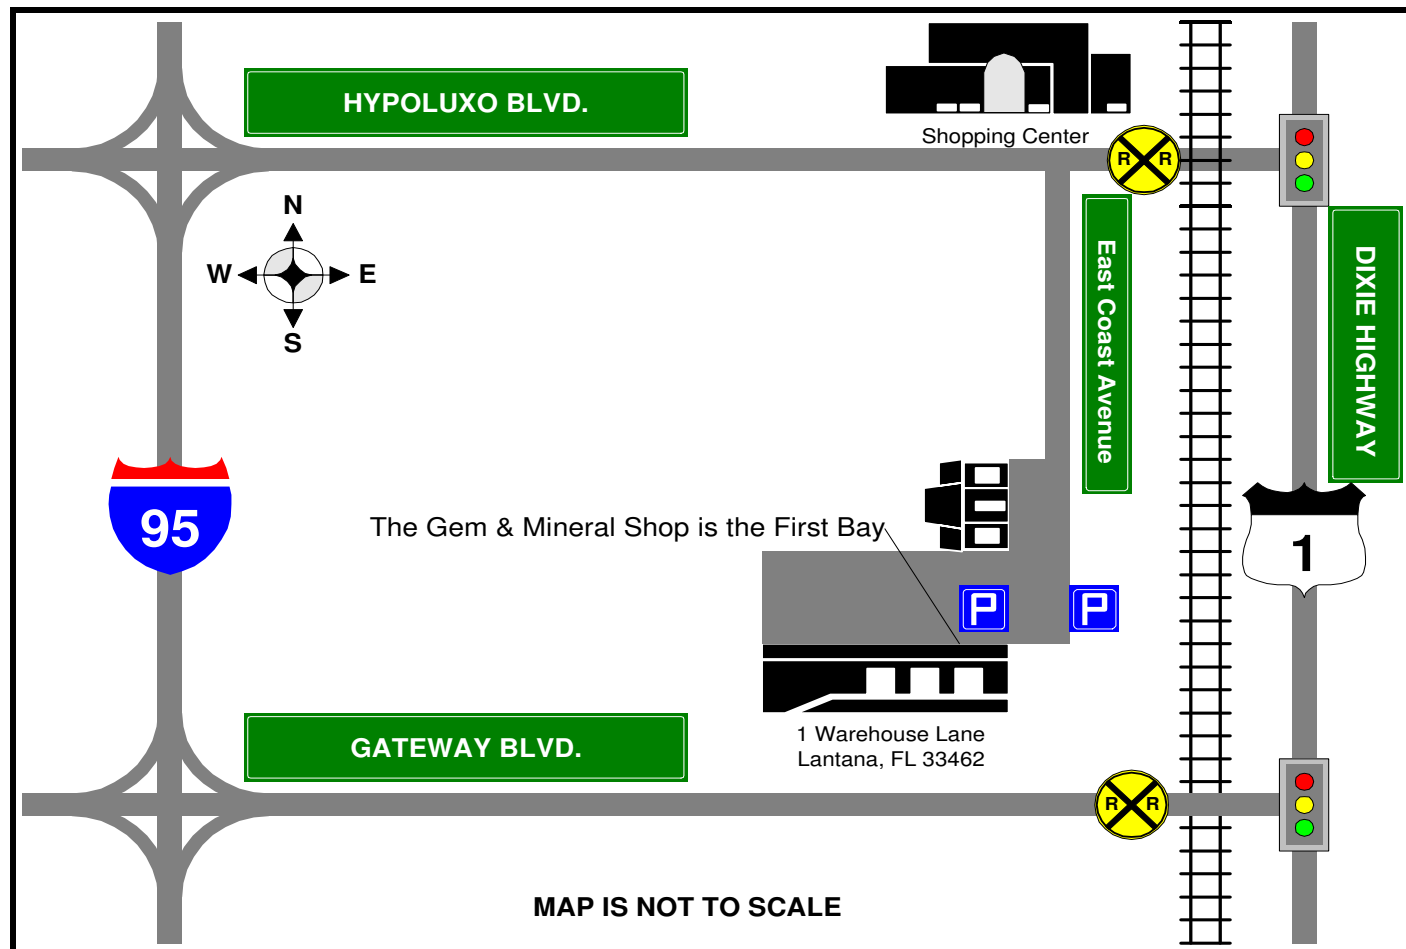 HYPOLUXO BLVD.
Shopping Center
R R
N
W E
S
East Coast Avenue
DIXIE HIGHWAY
95
The Gem & Mineral Shop is the First Bay
1
P P
1 Warehouse Lane
Lantana, FL 33462
GATEWAY BLVD.
R R
MAP IS NOT TO SCALE